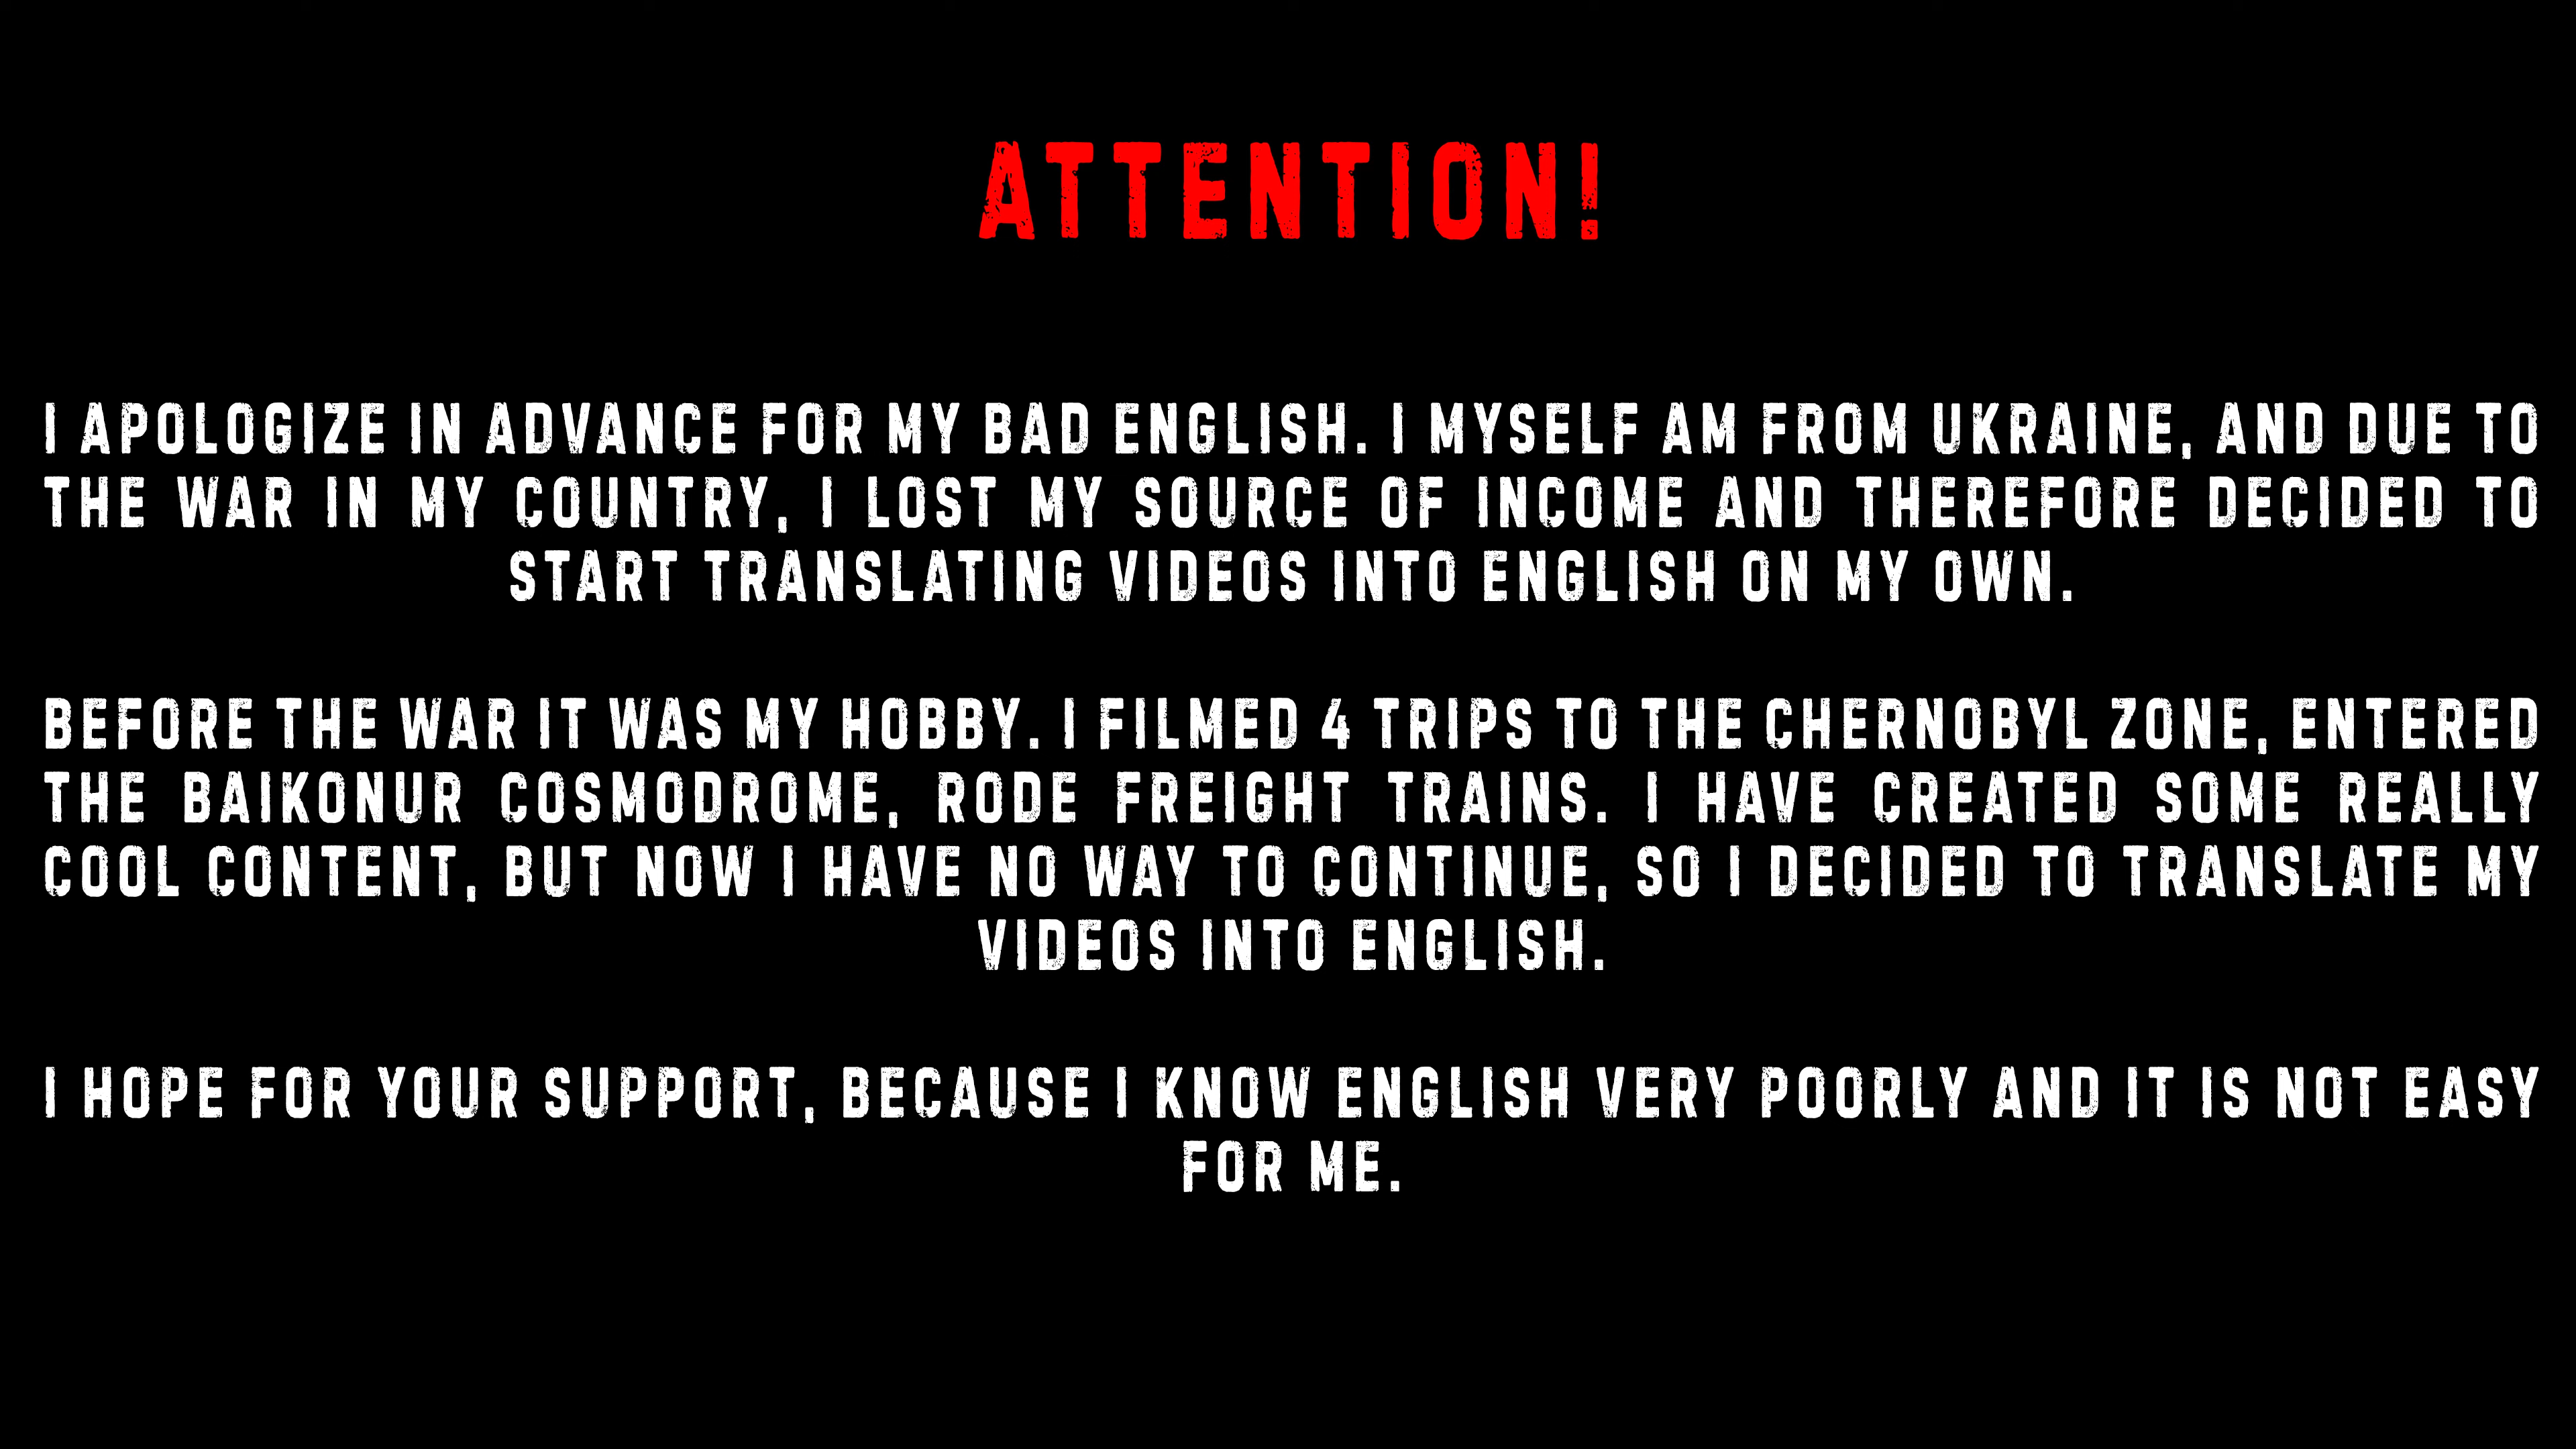 ATTENTION!
I APOLOGIZE IN ADVANCE FOR MY BAD ENGLISH. I MYSELF AM FROM UKRAINE, AND DUE TO
THE WAR IN MY COUNTRY, I LOST MY SOURCE OF INCOME AND THEREFORE DECIDED TO
START TRANSLATING VIDEOS INTO ENGLISH ON MY OWN.
BEFORE THE WAR IT WAS MY HOBBY. I FILMED 4 TRIPS TO THE CHERNOBYL ZONE, ENTERED
THE BAIKONUR COSMODROME, RODE FREIGHT TRAINS. I HAVE CREATED SOME REALLY
COOL CONTENT, BUT NOW I HAVE NO WAY TO CONTINUE, SO I DECIDED TO TRANSLATE MY
VIDEOS INTO ENGLISH.
I HOPE FOR YOUR SUPPORT, BECAUSE I KNOW ENGLISH VERY POORLY AND IT IS NOT EASY
FOR ME.